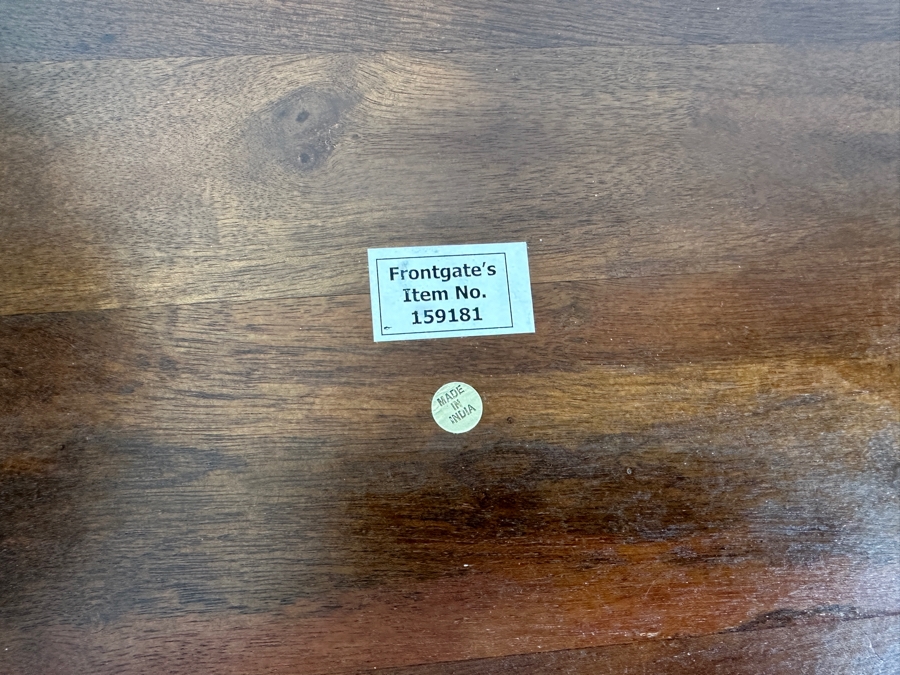 Frontgate's
Item No.
159181
MADE
IN
INDIA